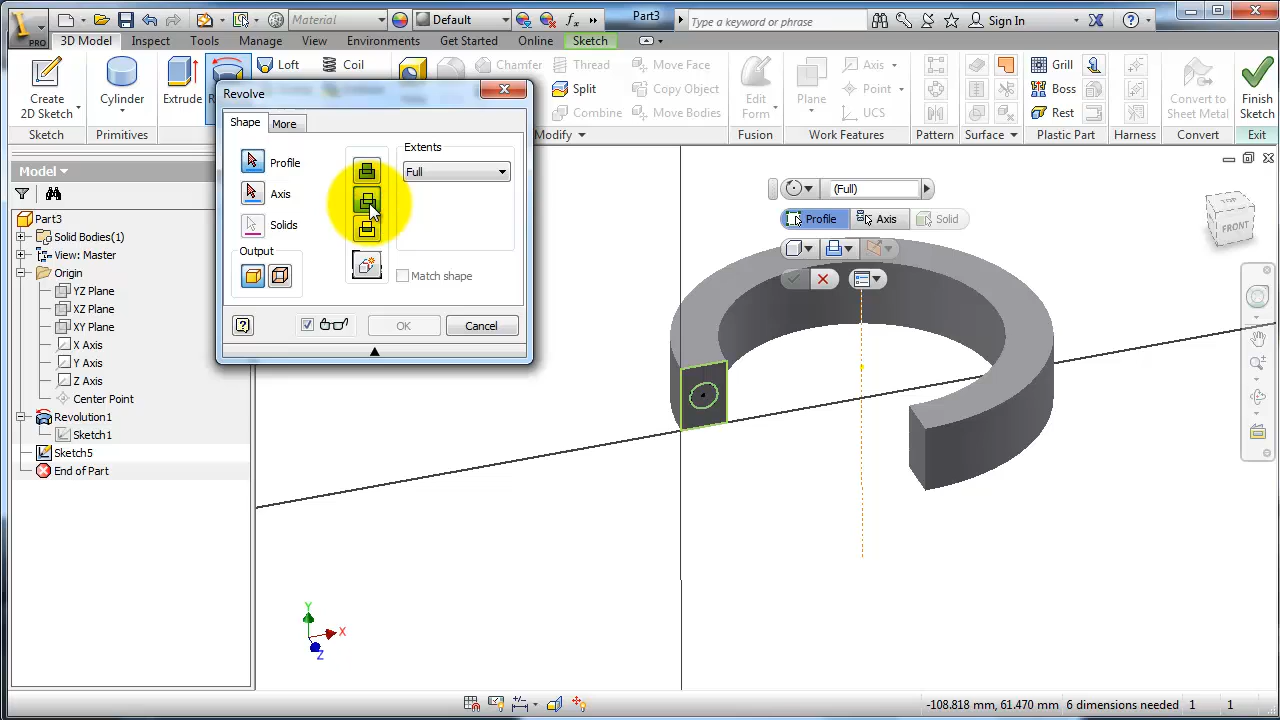 Material
Default
Part3
Type a keyword or phrase
Sign In
PRO
3D Model
Inspect
Tools
Manage
View
Environments
Get Started
Online
Sketch
Create
2D Sketch
Cylinder
Extrude
Loft
Coil
Chamfer
Thread
Split
Combine
Move Face
Copy Object
Move Bodies
Edit
Form
Plane
Axis
Point
UCS
Grill
Boss
Rest
Convert to
Sheet Metal
Finish
Sketch
Sketch
Primitives
Modify
Fusion
Work Features
Pattern
Surface
Plastic Part
Harness
Convert
Exit
Revolve
Shape
More
Profile
Axis
Solids
Output
Extents
Full
Match shape
OK
Cancel
Model
Part3
Solid Bodies(1)
View: Master
Origin
YZ Plane
XZ Plane
XY Plane
X Axis
Y Axis
Z Axis
Center Point
Revolution1
Sketch1
Sketch5
End of Part
(Full)
Profile
Axis
Solid
FRONT
Y
X
Z
-108.818 mm, 61.470 mm
6 dimensions needed
1
1